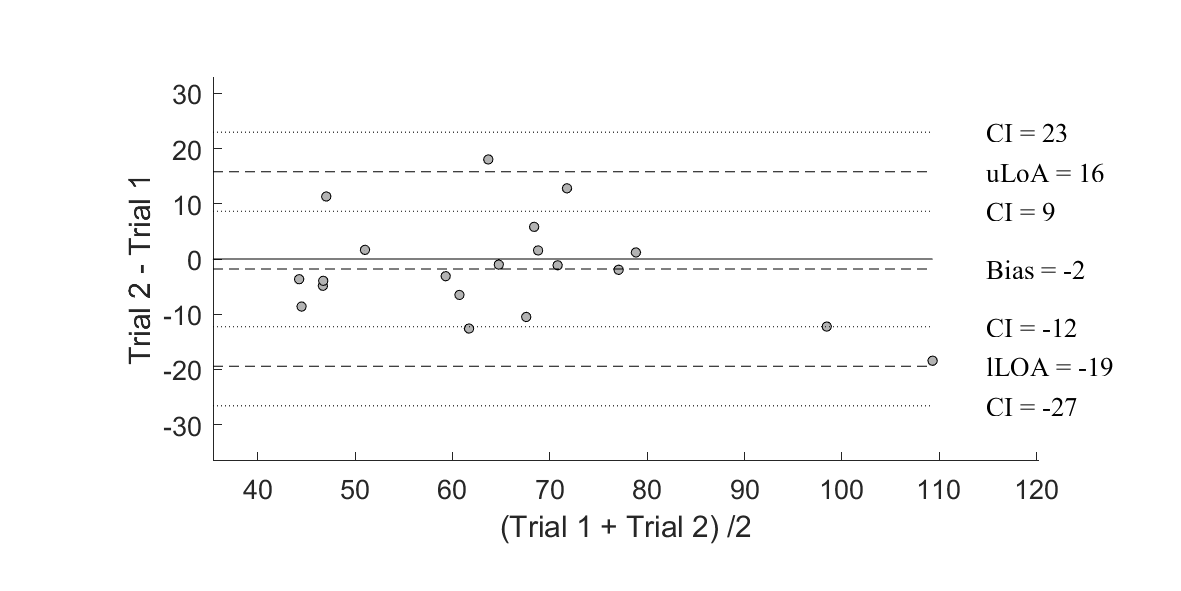 30
20
10
0
-10
-20
-30
Trial 2 - Trial 1
CI = 23
uLoA = 16
CI = 9
Bias = -2
CI = -12
lLOA = -19
CI = -27
40 50 60 70 80 90 100 110 120
(Trial 1 + Trial 2) /2